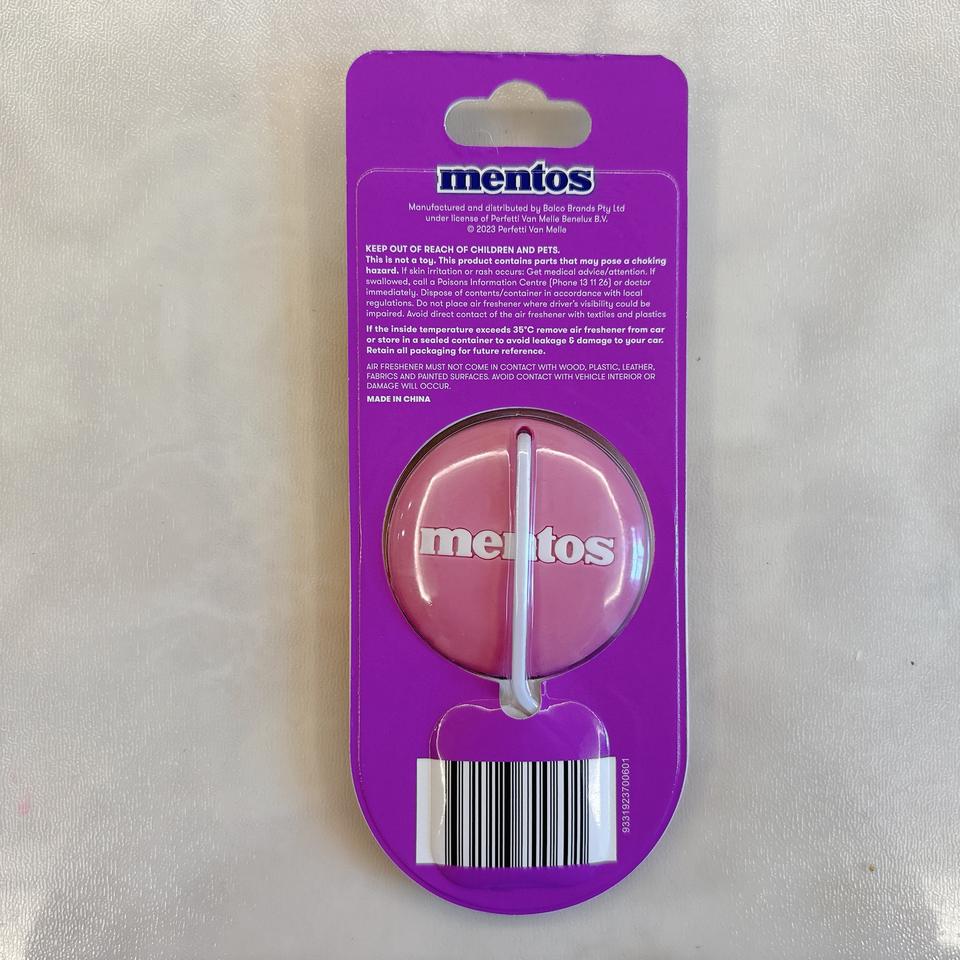 mentos
Manufactured and distributed by Balco Brands Pty Ltd
under license of Perfetti Van Melle Benelux B.V.
© 2023 Perfetti Van Melle
KEEP OUT OF REACH OF CHILDREN AND PETS.
This is not a toy. This product contains parts that may pose a choking
hazard. If skin irritation or rash occurs: Get medical advice/attention. If
swallowed, call a Poisons Information Centre (Phone 13 11 26) or doctor
immediately. Dispose of contents/container in accordance with local
regulations. Do not place air freshener where driver's visibility could be
impaired. Avoid direct contact of the air freshener with textiles and plastics
If the inside temperature exceeds 35°C remove air freshener from car
or store in a sealed container to avoid leakage & damage to your car.
Retain all packaging for future reference.
AIR FRESHENER MUST NOT COME IN CONTACT WITH WOOD, PLASTIC, LEATHER,
FABRICS AND PAINTED SURFACES. AVOID CONTACT WITH VEHICLE INTERIOR OR
DAMAGE WILL OCCUR.
MADE IN CHINA
mentos
9331923700601